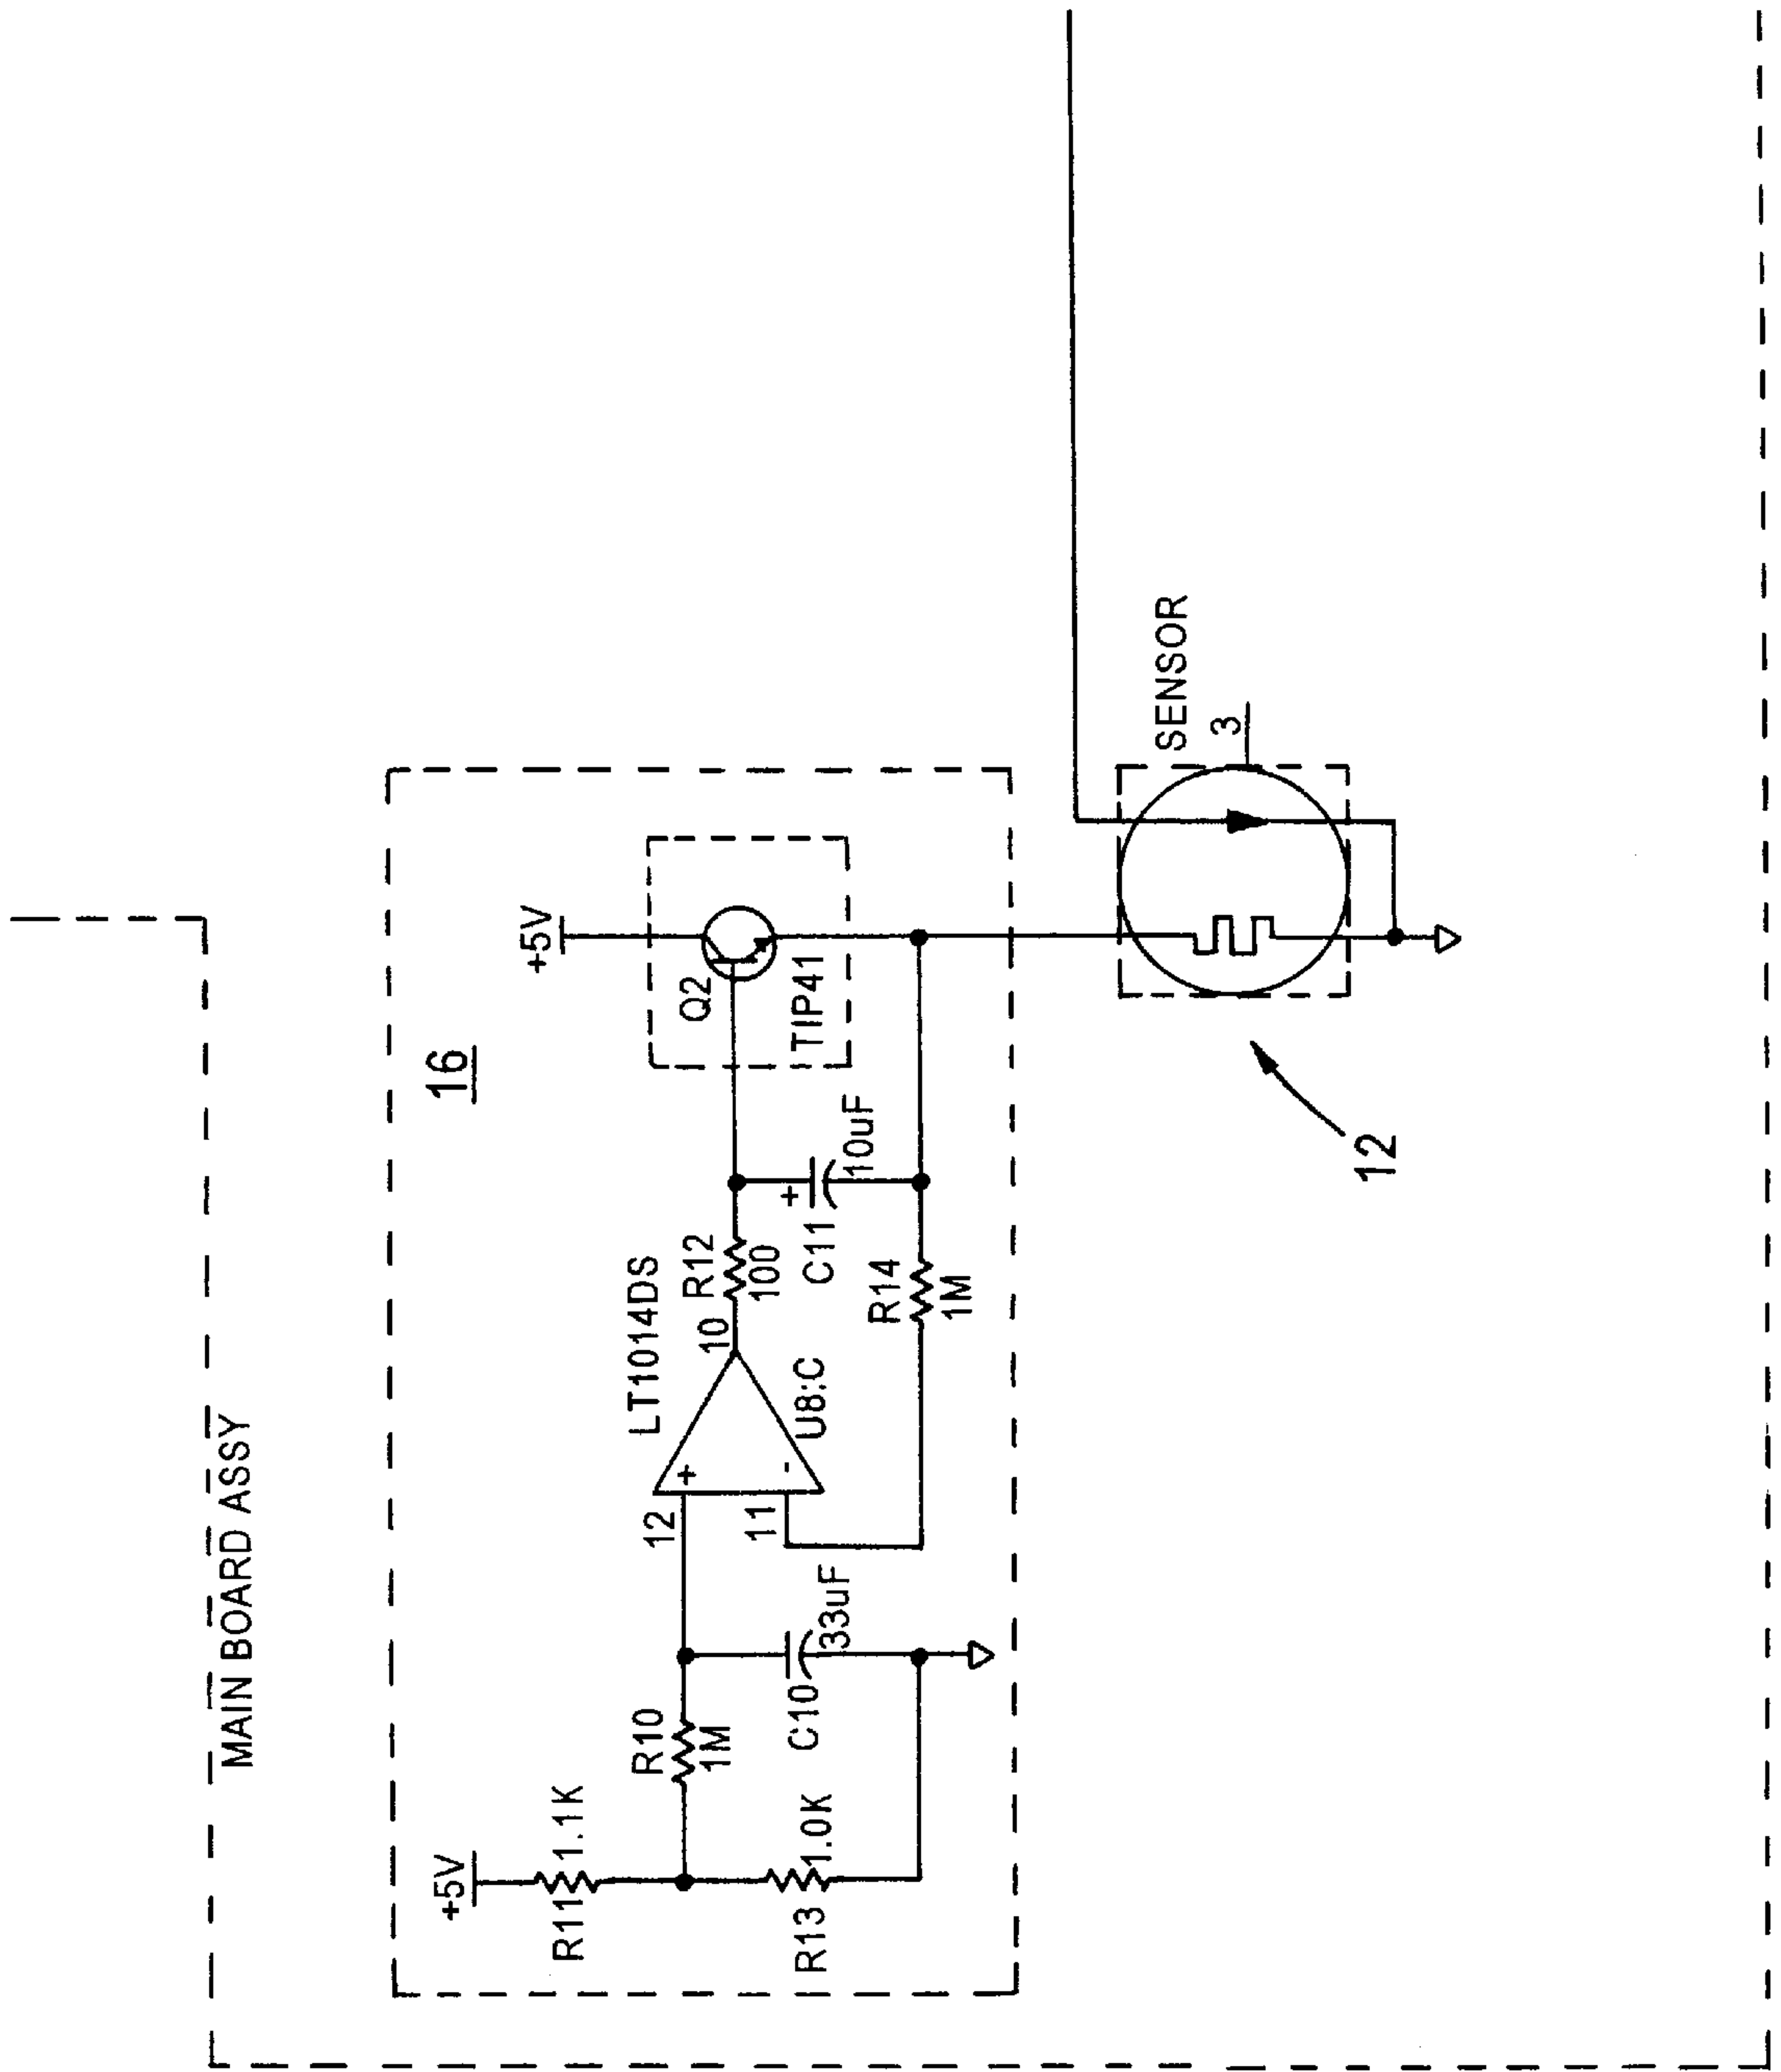 MAIN BOARD ASSY
16
+5V
R11
1.1K
R10
1M
R13
1.0K
C10
33uF
12
11
+
-
LT1014DS
U8:C
10
R12
100
+
C11
10uF
R14
1M
+5V
Q2
TIP41
SENSOR
3
12